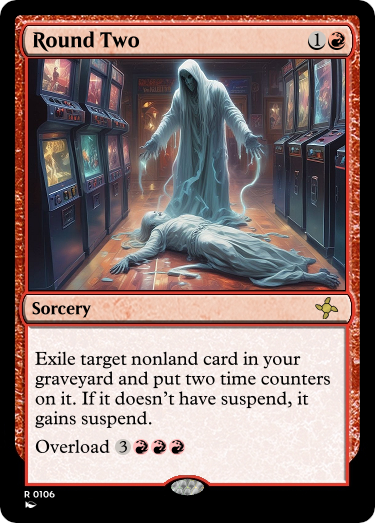 Round Two 1
Sorcery
Exile target nonland card in your
graveyard and put two time counters
on it. If it doesn't have suspend, it
gains suspend.
Overload 3
R 0106